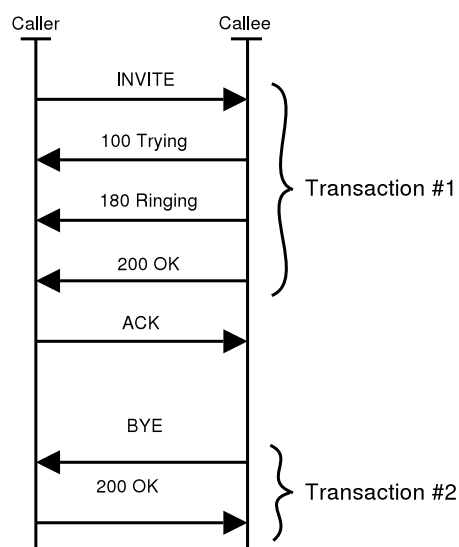 Caller Callee
INVITE
100 Trying
180 Ringing
Transaction #1
200 OK
ACK
BYE
200 OK
Transaction #2